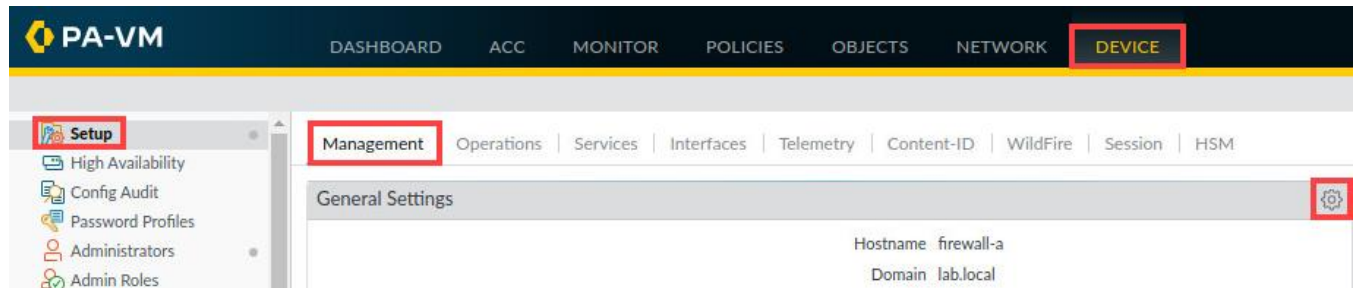 PA-VM
DASHBOARD ACC MONITOR POLICIES OBJECTS NETWORK DEVICE
Setup
High Availability
Config Audit
Password Profiles
Administrators
Admin Roles
Management Operations Services Interfaces Telemetry Content-ID WildFire Session HSM
General Settings
Hostname firewall-a
Domain lab.local